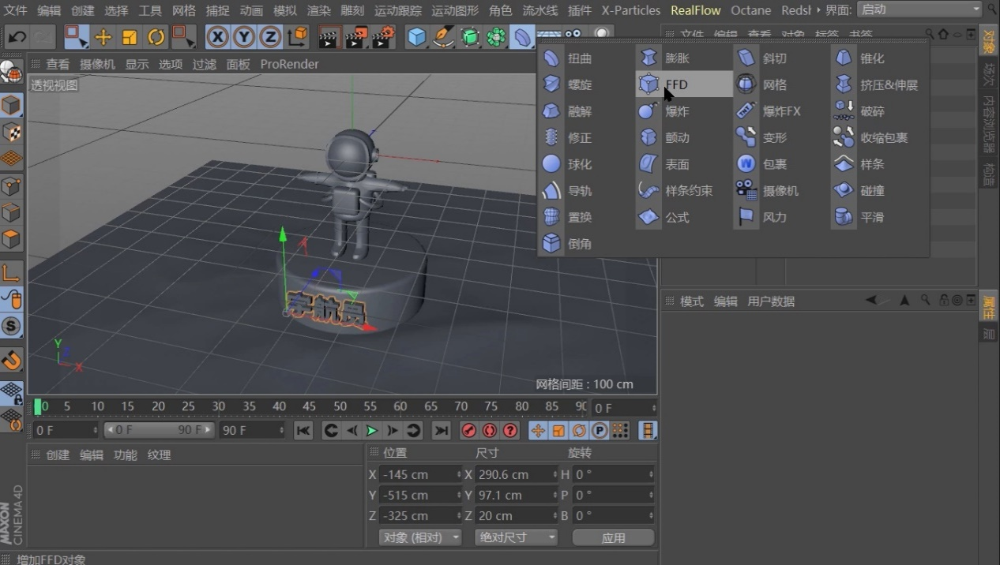 文件 编辑 创建 选择 工具 网格 捕捉 动画 模拟 渲染 雕刻 运动跟踪 运动图形 角色 流水线 插件 X-Particles RealFlow Octane 界面: 启动
X Y Z
文件 编辑 查看 对象 标签 书签
查看 摄像机 显示 选项 过滤 面板 ProRender
透视视图
扭曲 膨胀 斜切 锥化
螺旋 FFD 网格 挤压&伸展
融解 爆炸 爆炸FX 破碎
修正 颤动 变形 收缩包裹
球化 表面 包裹 样条
导轨 样条约束 摄像机 碰撞
置换 公式 风力 平滑
倒角
对象
场次
内容浏览器
构造
宇航员
Y
Z
X
网格间距 : 100 cm
模式 编辑 用户数据
属性
层
0 5 10 15 20 25 30 35 40 45 50 55 60 65 70 75 80 85 90 0 F
0 F 0 F 90 F 90 F
创建 编辑 功能 纹理
位置 尺寸 旋转
X -145 cm X 290.6 cm H 0 °
Y -515 cm Y 97.1 cm P 0 °
Z -325 cm Z 20 cm B 0 °
对象 (相对) 绝对尺寸 应用
MAXON
CINEMA 4D
增加FFD对象